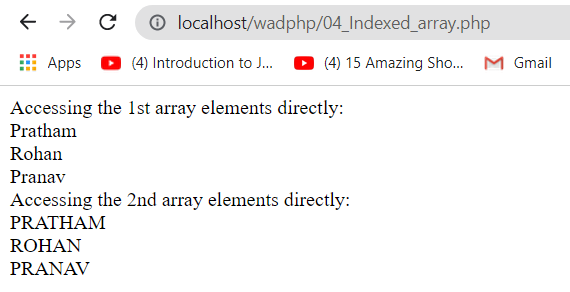 localhost/wadphp/04_Indexed_array.php
Apps (4) Introduction to J... (4) 15 Amazing Sho... Gmail
Accessing the 1st array elements directly:
Pratham
Rohan
Pranav
Accessing the 2nd array elements directly:
PRATHAM
ROHAN
PRANAV